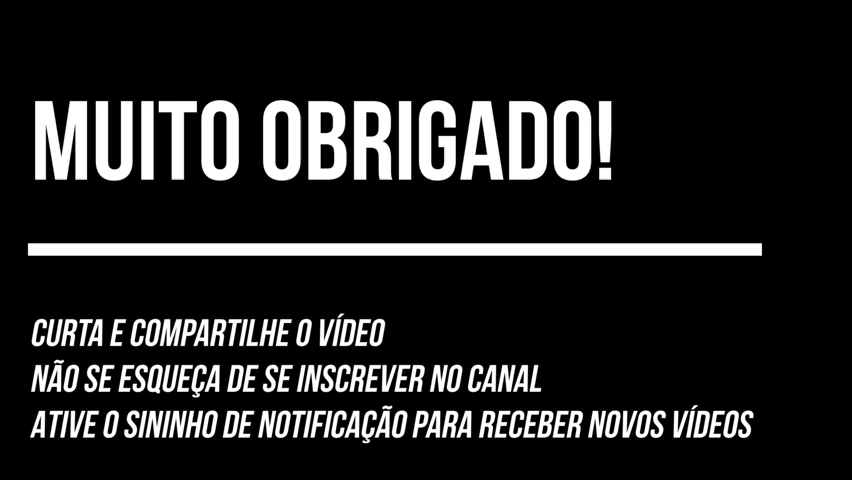 MUITO OBRIGADO!
CURTA E COMPARTILHE O VÍDEO
NÃO SE ESQUEÇA DE SE INSCREVER NO CANAL
ATIVE O SININHO DE NOTIFICAÇÃO PARA RECEBER NOVOS VÍDEOS